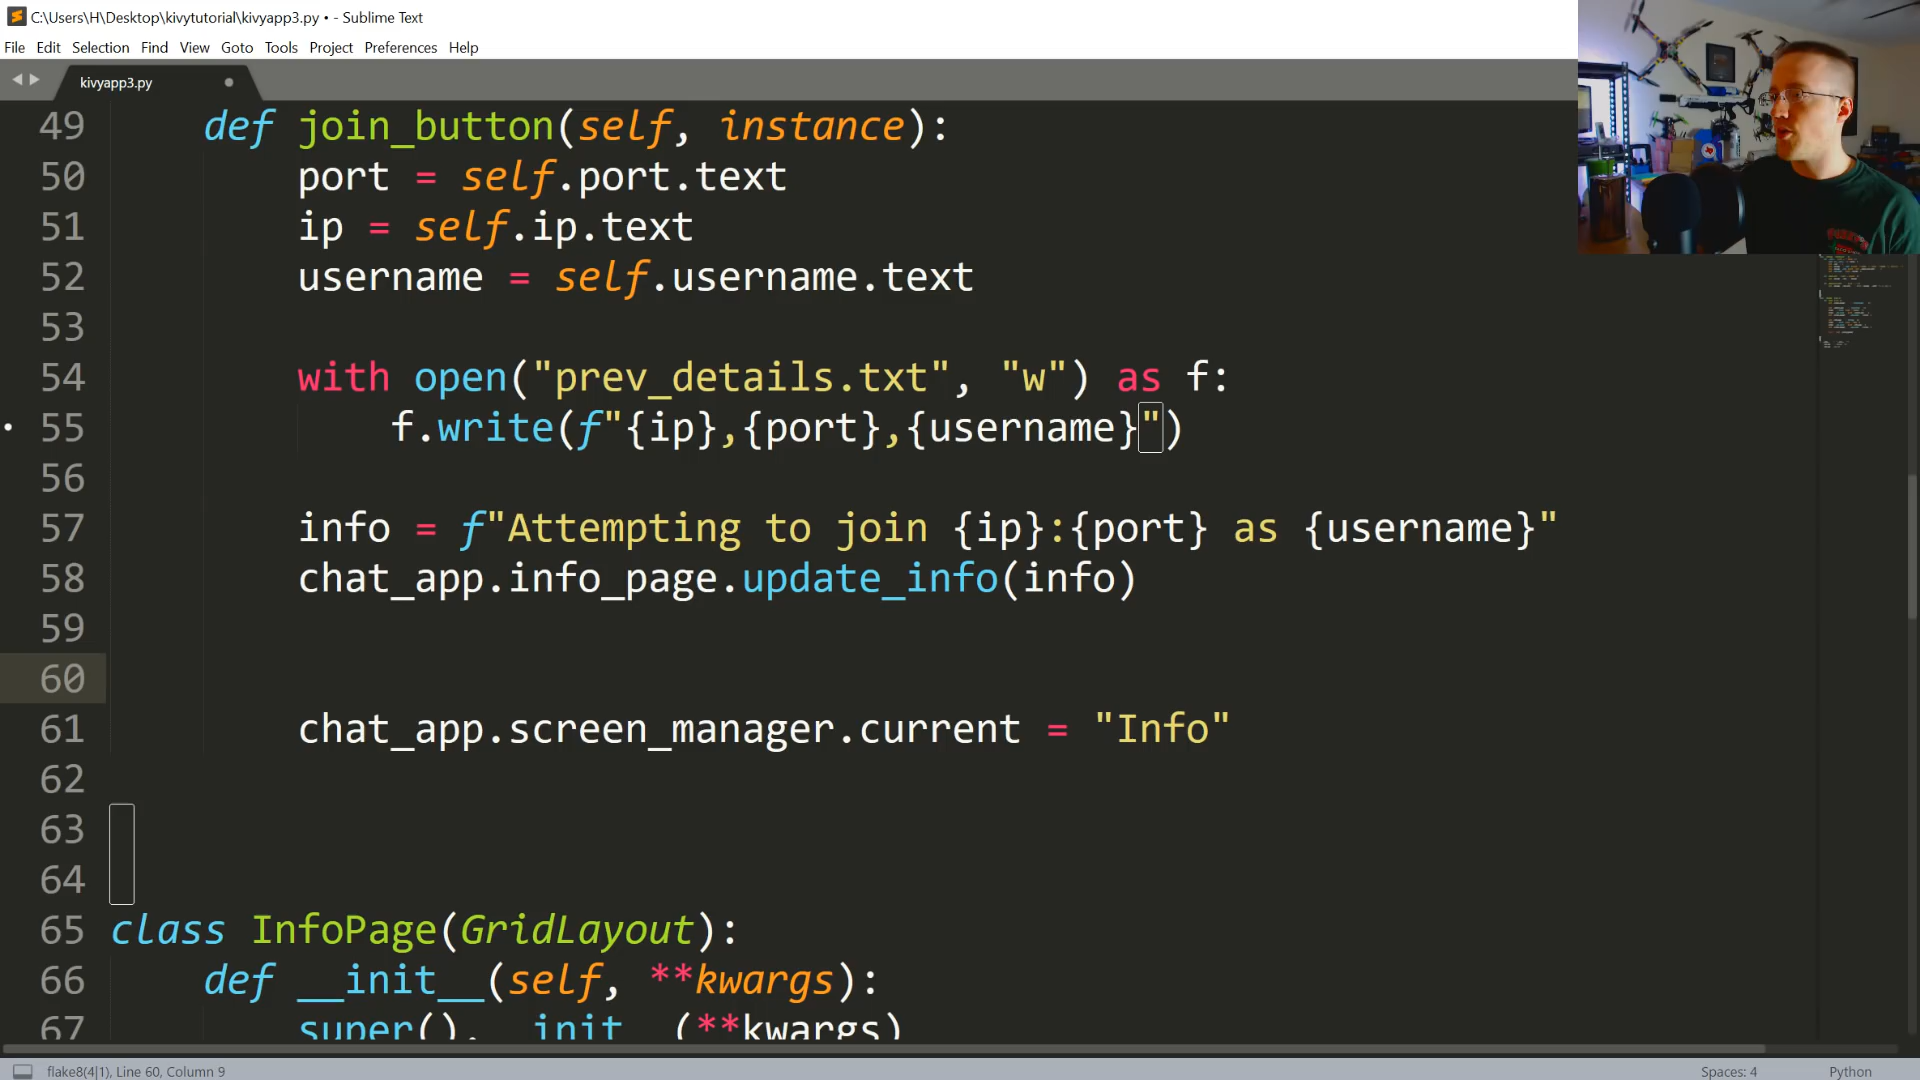 C:\Users\H\Desktop\kivytutorial\kivyapp3.py • - Sublime Text
File Edit Selection Find View Goto Tools Project Preferences Help
kivyapp3.py
49 def join_button(self, instance):
50 port = self.port.text
51 ip = self.ip.text
52 username = self.username.text
53
54 with open("prev_details.txt", "w") as f:
55 f.write(f"{ip},{port},{username}")
56
57 info = f"Attempting to join {ip}:{port} as {username}"
58 chat_app.info_page.update_info(info)
59
60
61 chat_app.screen_manager.current = "Info"
62
63
64
65 class InfoPage(GridLayout):
66 def __init__(self, **kwargs):
67 super().__init__(**kwargs)
flake8(4|1), Line 60, Column 9 Spaces: 4 Python